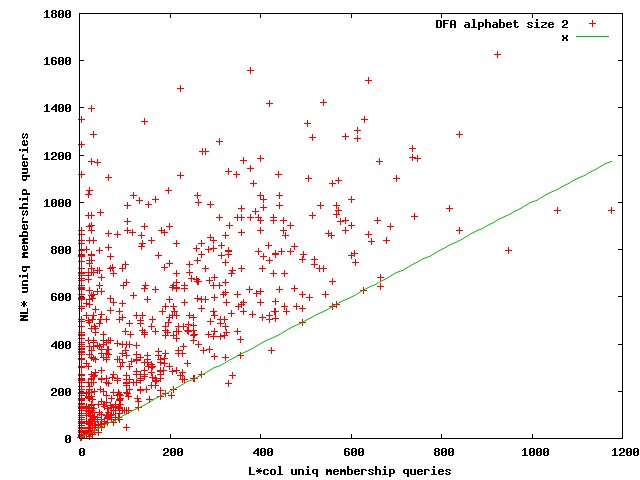 1800
1600
1400
1200
1000
800
600
400
200
0
NL* uniq membership queries
DFA alphabet size 2
x
0 200 400 600 800 1000 1200
L*col uniq membership queries